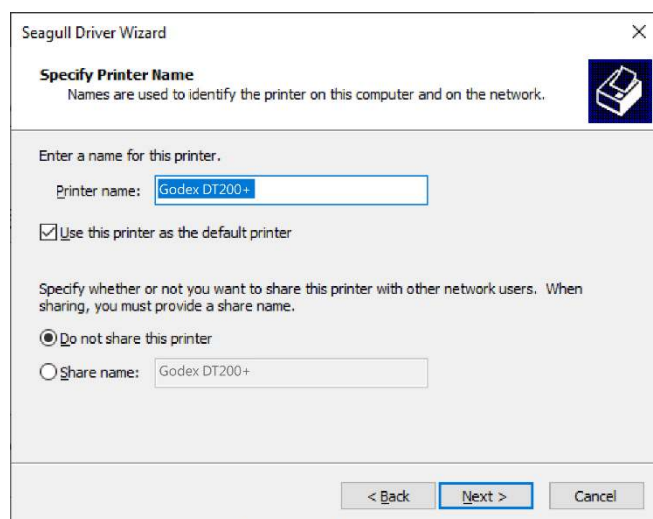 Seagull Driver Wizard
Specify Printer Name
Names are used to identify the printer on this computer and on the network.
Enter a name for this printer.
Printer name: Godex DT200+
Use this printer as the default printer
Specify whether or not you want to share this printer with other network users. When
sharing, you must provide a share name.
Do not share this printer
Share name: Godex DT200+
< Back Next > Cancel